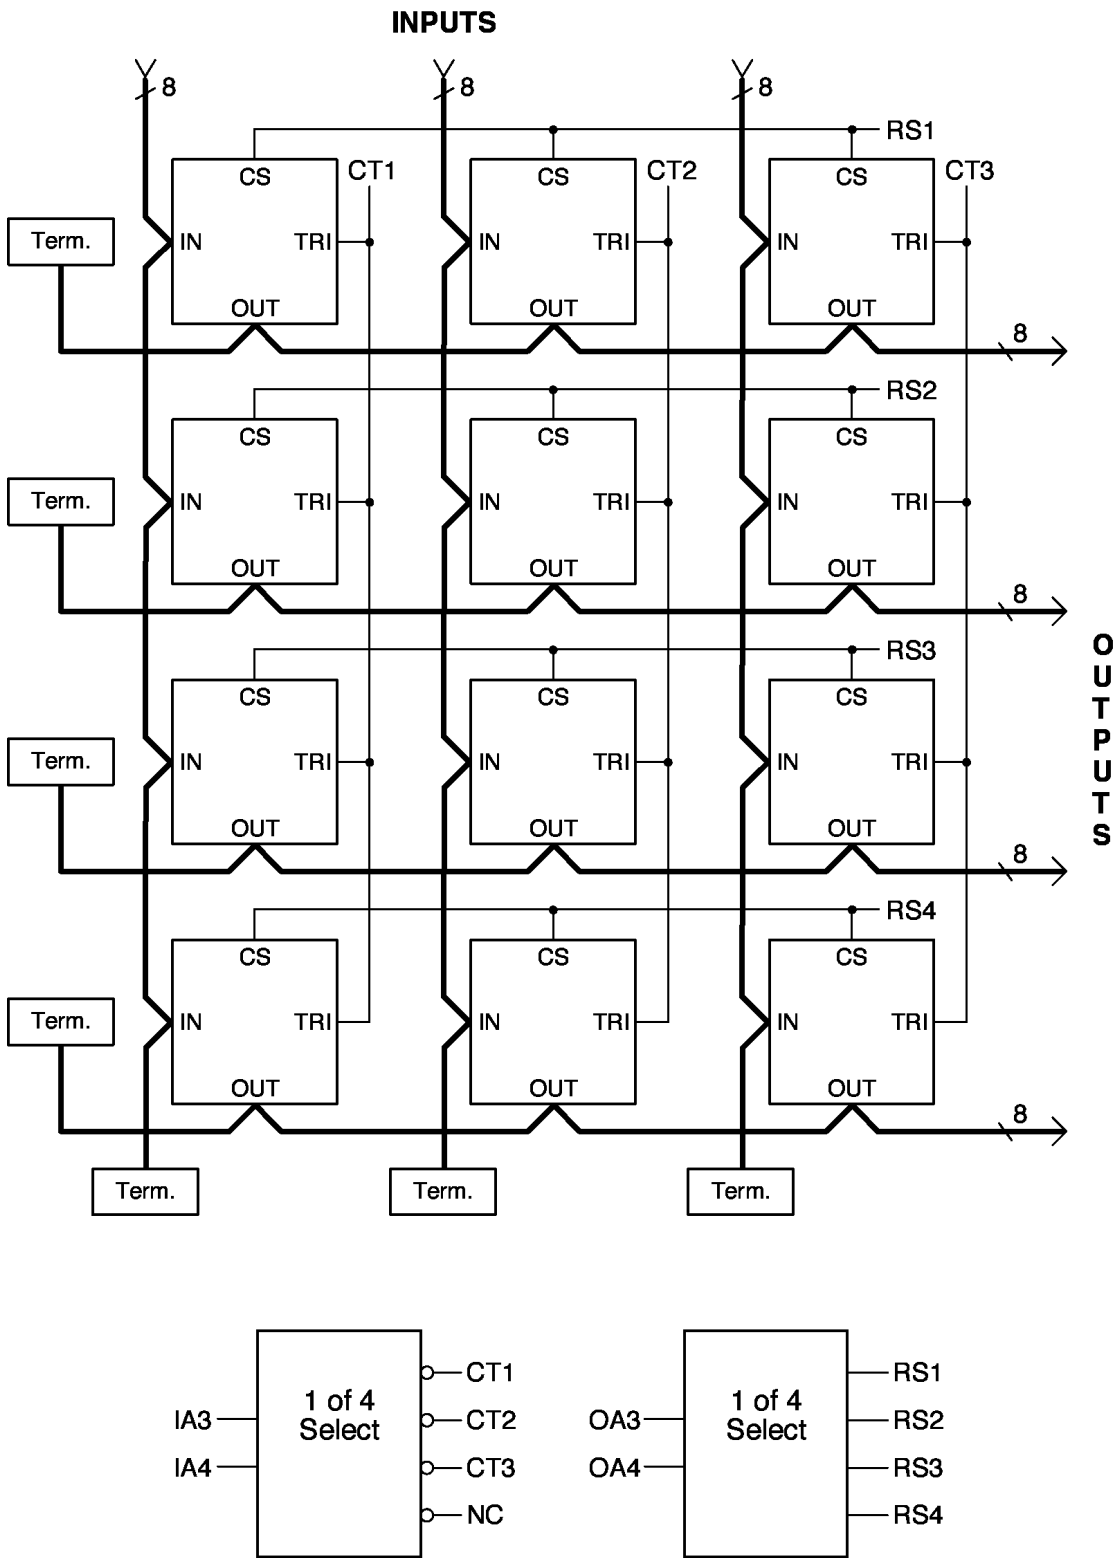 INPUTS
8 8 8
RS1
CS CT1 CS CT2 CS CT3
Term. IN TRI IN TRI IN TRI
OUT OUT OUT
8
RS2
CS CS CS
Term. IN TRI IN TRI IN TRI
OUT OUT OUT
8
OUTPUTS
RS3
CS CS CS
Term. IN TRI IN TRI IN TRI
OUT OUT OUT
8
RS4
CS CS CS
Term. IN TRI IN TRI IN TRI
OUT OUT OUT
8
Term. Term. Term.
1 of 4
Select
IA3
IA4
CT1
CT2
CT3
NC
1 of 4
Select
OA3
OA4
RS1
RS2
RS3
RS4